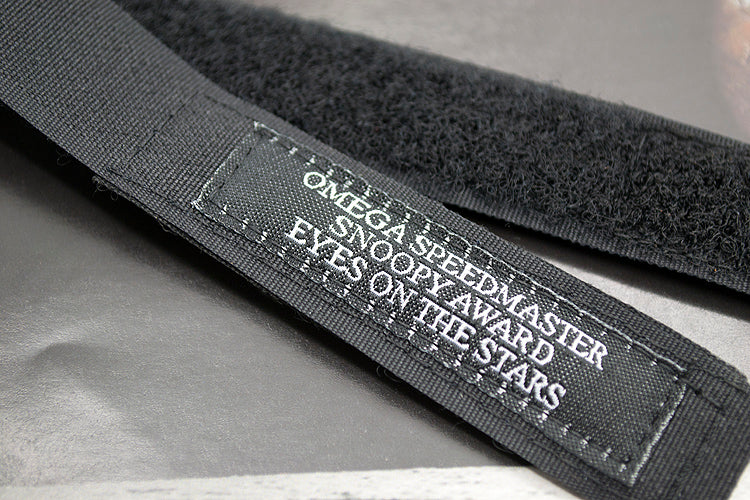 OMEGA SPEEDMASTER
SNOOPY AWARD
EYES ON THE STARS